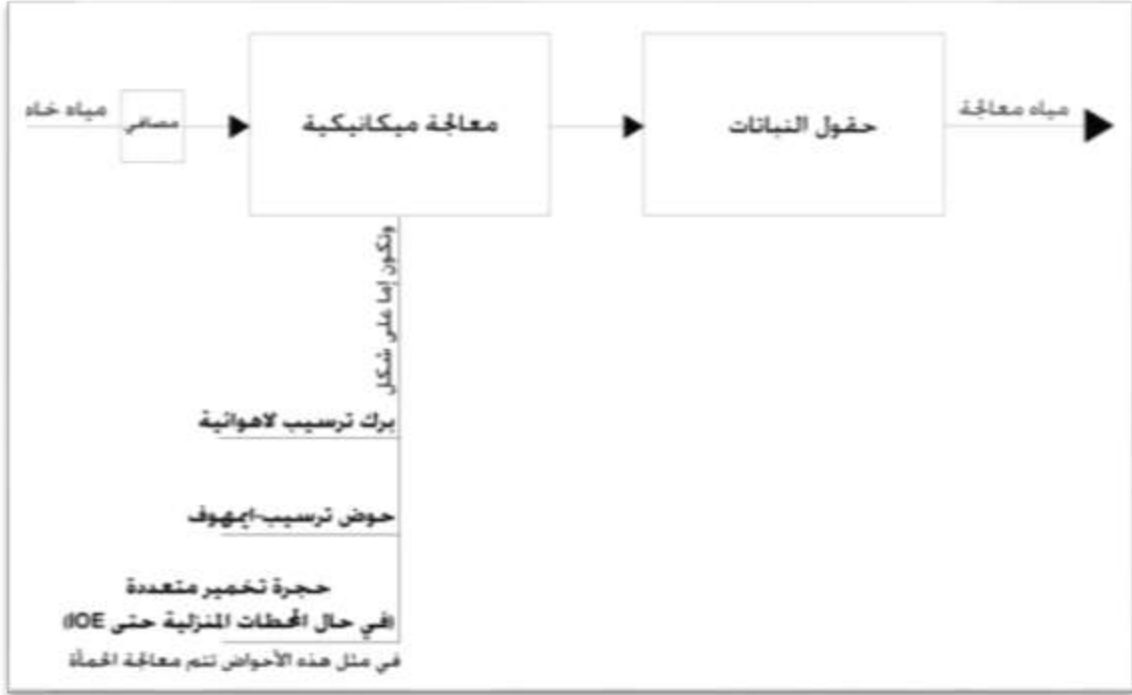 مياه خام
مصافي
معالجة ميكانيكية
حقول النباتات
مياه معالجة
وتكون إما على شكل
برك ترسيب لاهوائية
حوض ترسيب-ايمهوف
حجرة تخمير متعددة
(في حال المحطات المنزلية حتى IOE)
في مثل هذه الأحواض تتم معالجة الحمأة